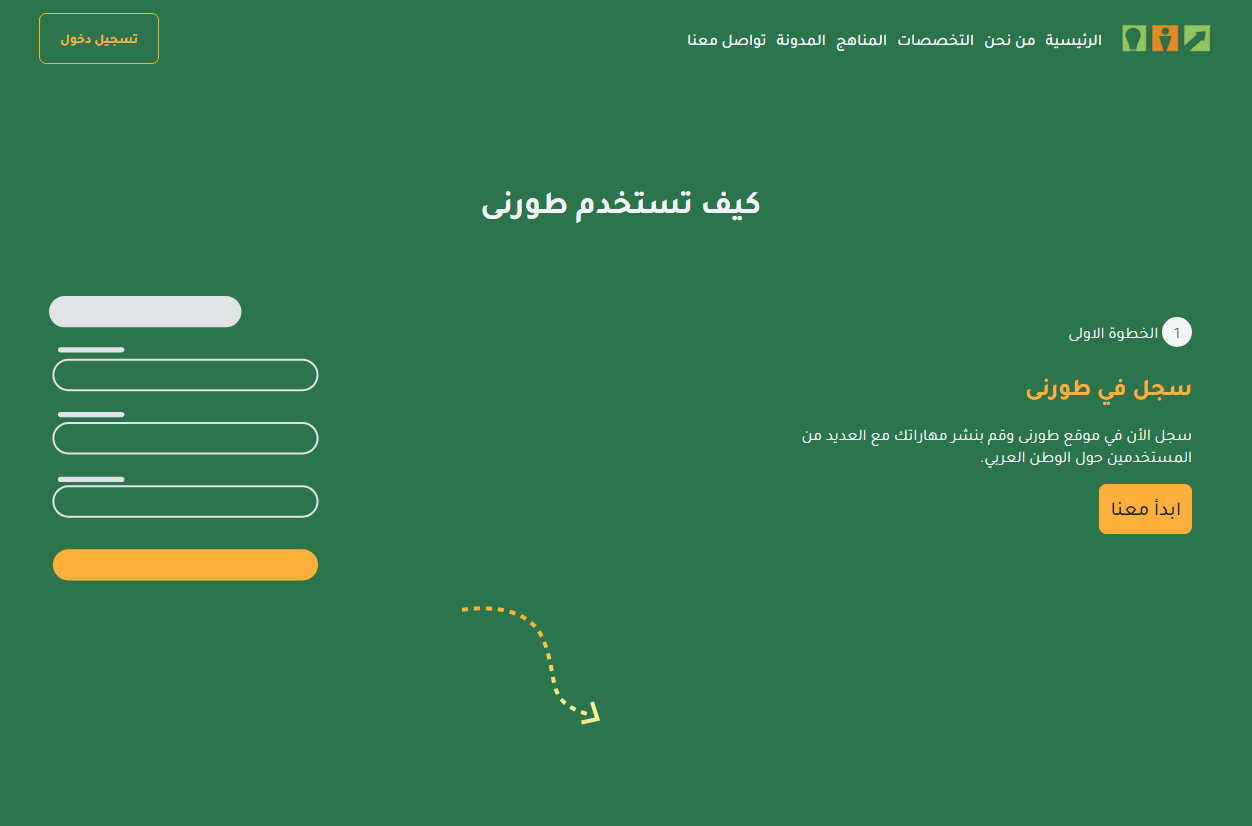 الرئيسية من نحن التخصصات المناهج المدونة تواصل معنا
تسجيل دخول
كيف تستخدم طورنى
1 الخطوة الاولى
سجل في طورنى
سجل الأن في موقع طورنى وقم بنشر مهاراتك مع العديد من
المستخدمين حول الوطن العربي.
ابدأ معنا